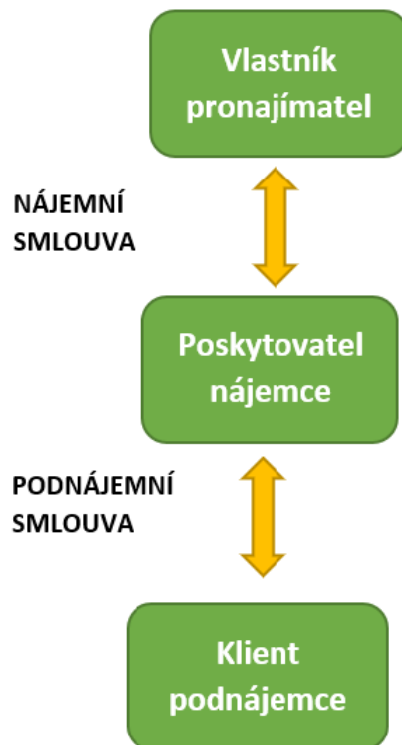 Vlastník
pronajímatel
NÁJEMNÍ
SMLOUVA
Poskytovatel
nájemce
PODNÁJEMNÍ
SMLOUVA
Klient
podnájemce